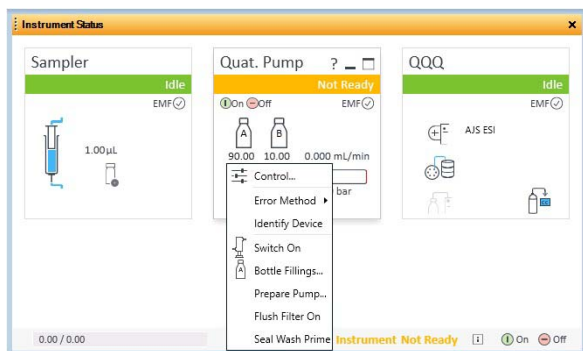 Instrument Status
Sampler
Idle
EMF
1.00µL
Quat. Pump ?
Not Ready
On Off EMF
A B
90.00 10.00 0.000 mL/min
bar
Control...
Error Method
Identify Device
Switch On
A Bottle Fillings...
Prepare Pump...
Flush Filter On
Seal Wash Prime
QQQ
Idle
EMF
AJS ESI
0.00 / 0.00
Instrument Not Ready i On Off